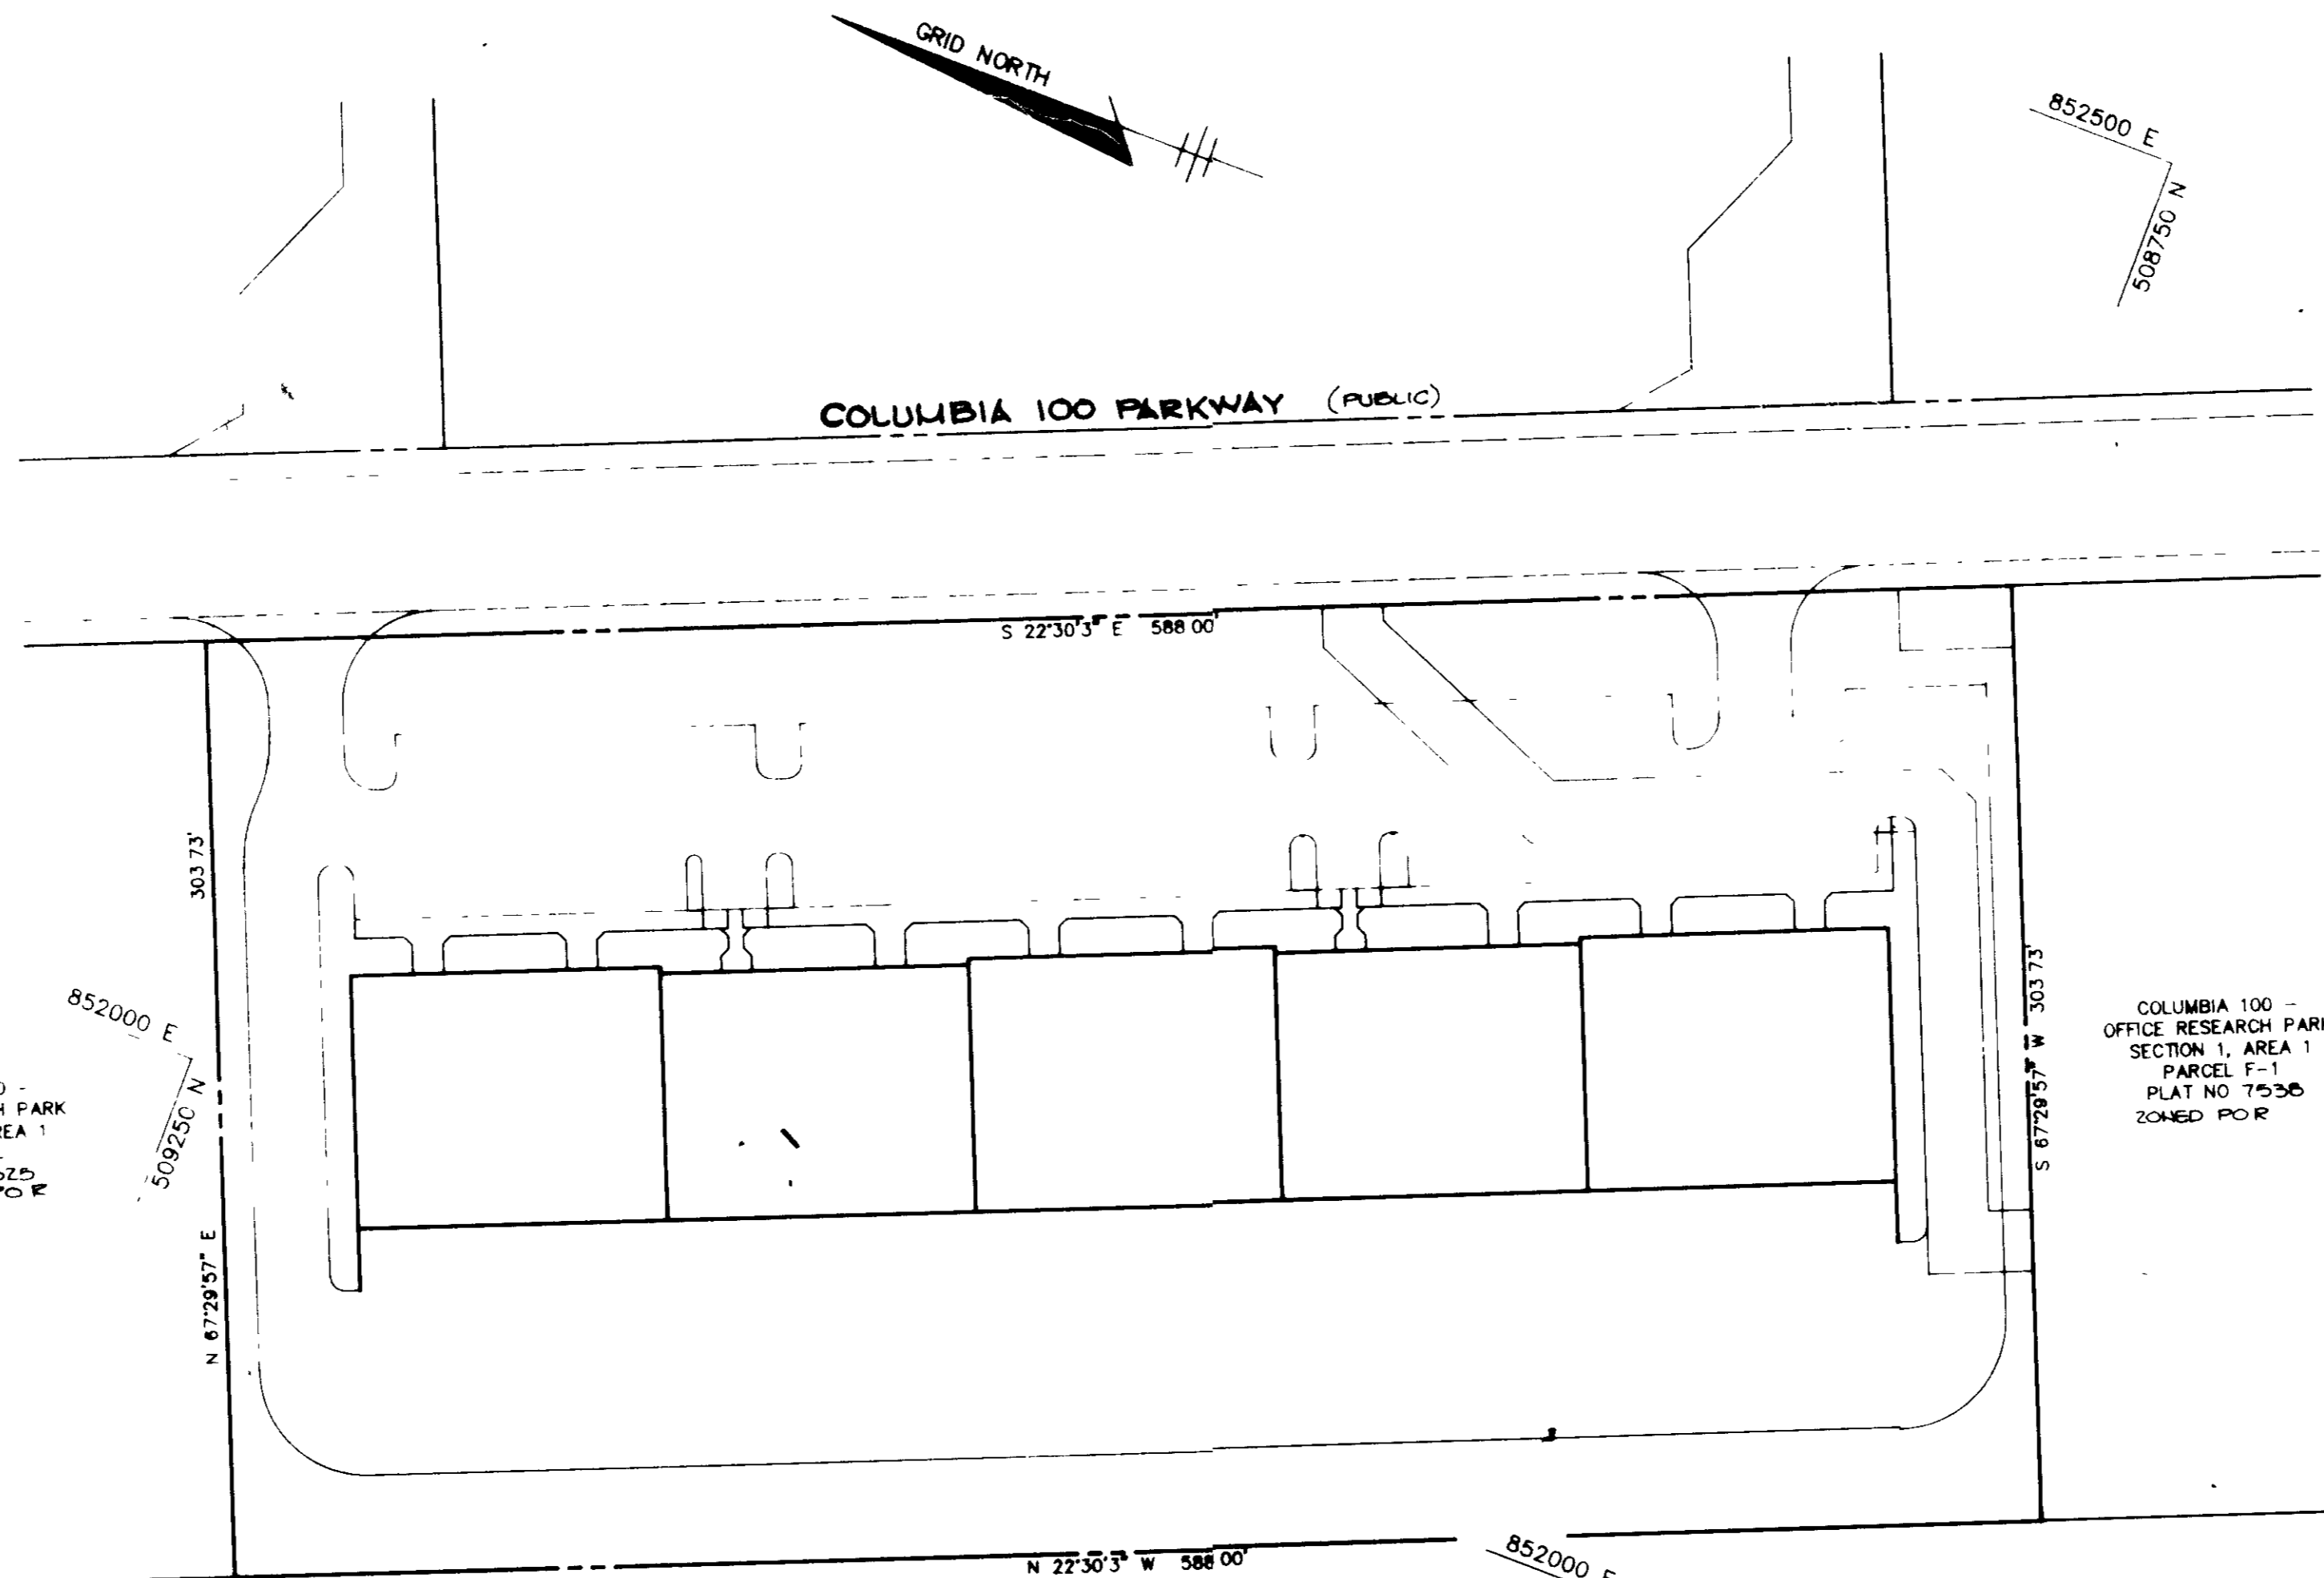 GRID NORTH
852500 E
508750 N
COLUMBIA 100 PARKWAY (PUBLIC)
S 22°30'3" E 588 00'
303 73'
N 67°29'57" E
852000 E
509250 N
PARK
POR
S 67°29'57" W 303 73'
COLUMBIA 100 -
OFFICE RESEARCH PARK
SECTION 1, AREA 1
PARCEL F-1
PLAT NO 7538
ZONED POR
N 22°30'3" W 588 00'
852000 E